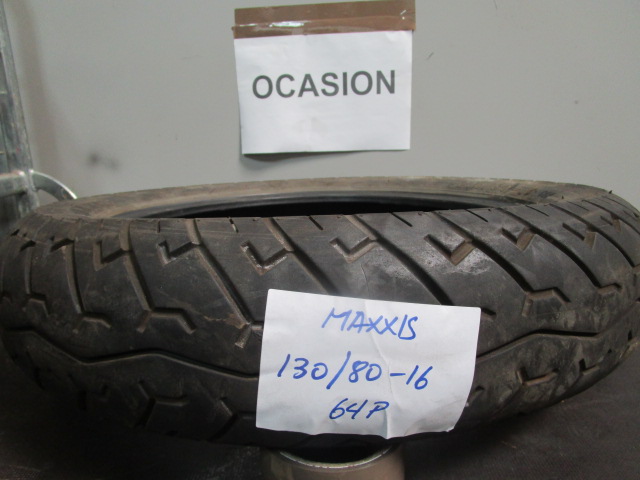 OCASION
MAXXIS
130/80-16
64P